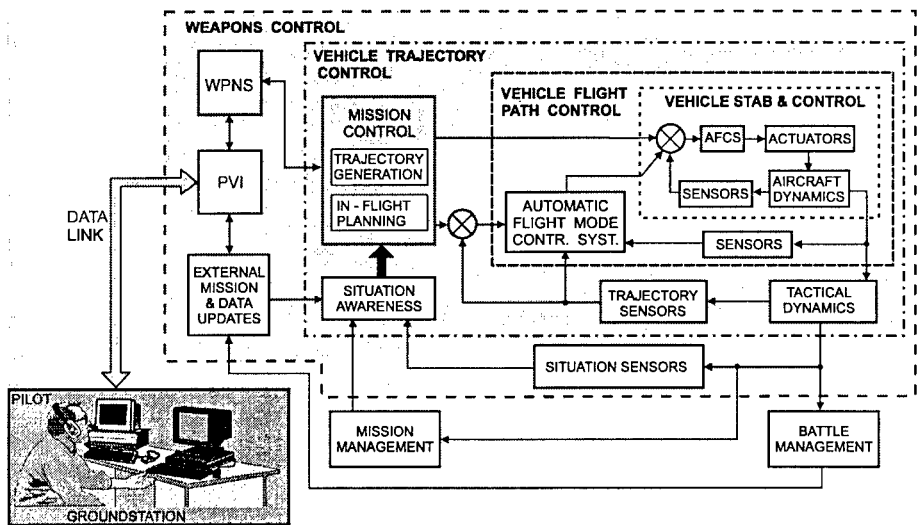 WEAPONS CONTROL
VEHICLE TRAJECTORY
CONTROL
VEHICLE FLIGHT
PATH CONTROL
VEHICLE STAB & CONTROL
WPNS
MISSION
CONTROL
TRAJECTORY
GENERATION
IN - FLIGHT
PLANNING
AFCS
ACTUATORS
SENSORS
AIRCRAFT
DYNAMICS
PVI
DATA
LINK
AUTOMATIC
FLIGHT MODE
CONTR. SYST.
SENSORS
EXTERNAL
MISSION
& DATA
UPDATES
SITUATION
AWARENESS
TRAJECTORY
SENSORS
TACTICAL
DYNAMICS
SITUATION SENSORS
PILOT
MISSION
MANAGEMENT
BATTLE
MANAGEMENT
GROUNDSTATION